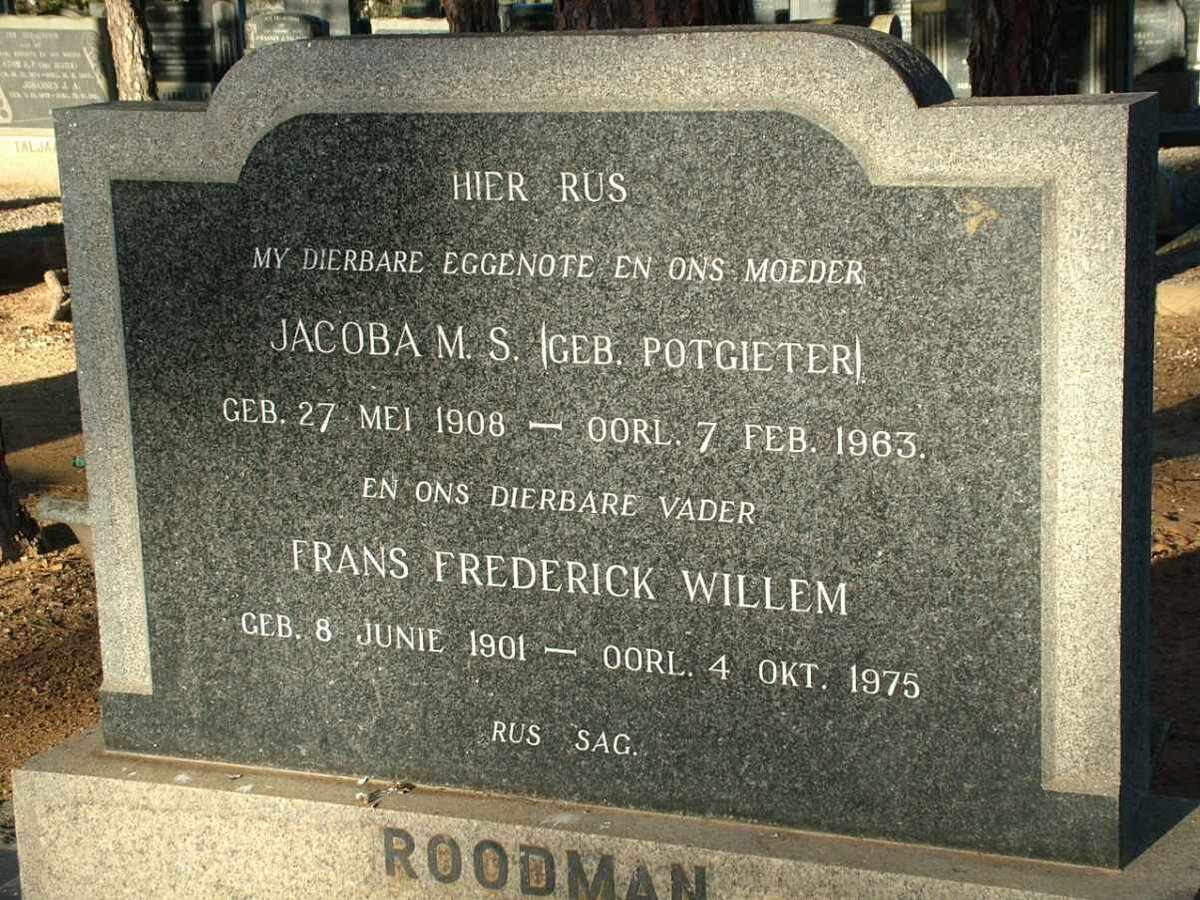 HIER RUS
MY DIERBARE EGGENOTE EN ONS MOEDER
JACOBA M. S. (GEB. POTGIETER)
GEB. 27 MEI 1908 — OORL. 7 FEB. 1963.
EN ONS DIERBARE VADER
FRANS FREDERICK WILLEM
GEB. 8 JUNIE 1901 — OORL. 4 OKT. 1975
RUS SAG.
ROODMAN
JOHANNES J. A.